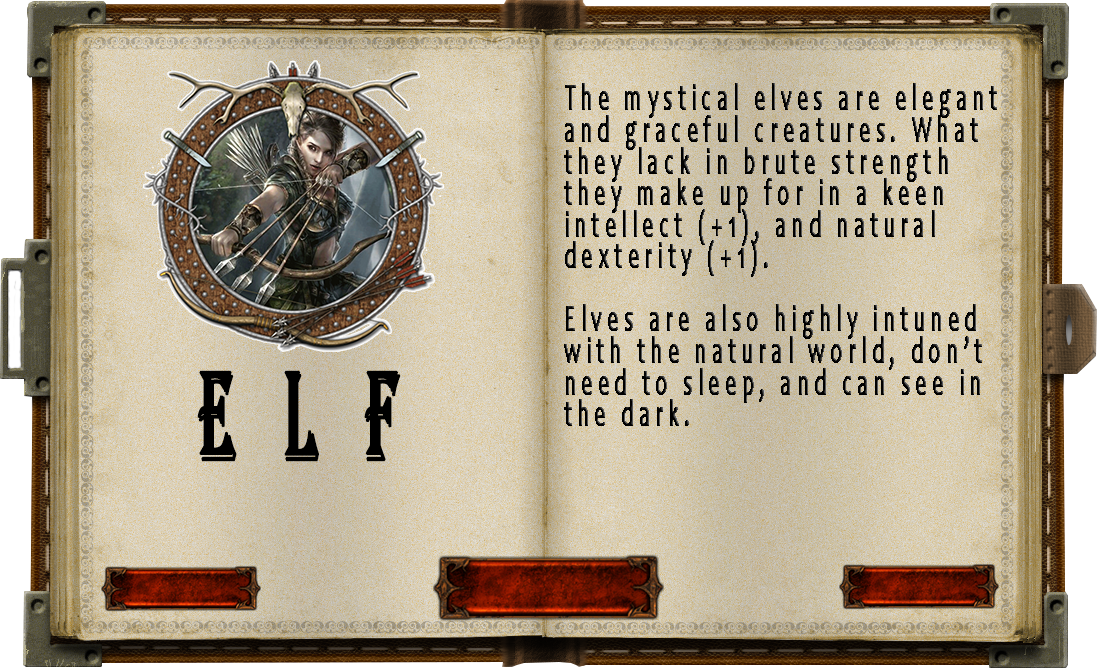 ELF
The mystical elves are elegant
and graceful creatures. What
they lack in brute strength
they make up for in a keen
intellect (+1), and natural
dexterity (+1).
Elves are also highly intuned
with the natural world, don't
need to sleep, and can see in
the dark.